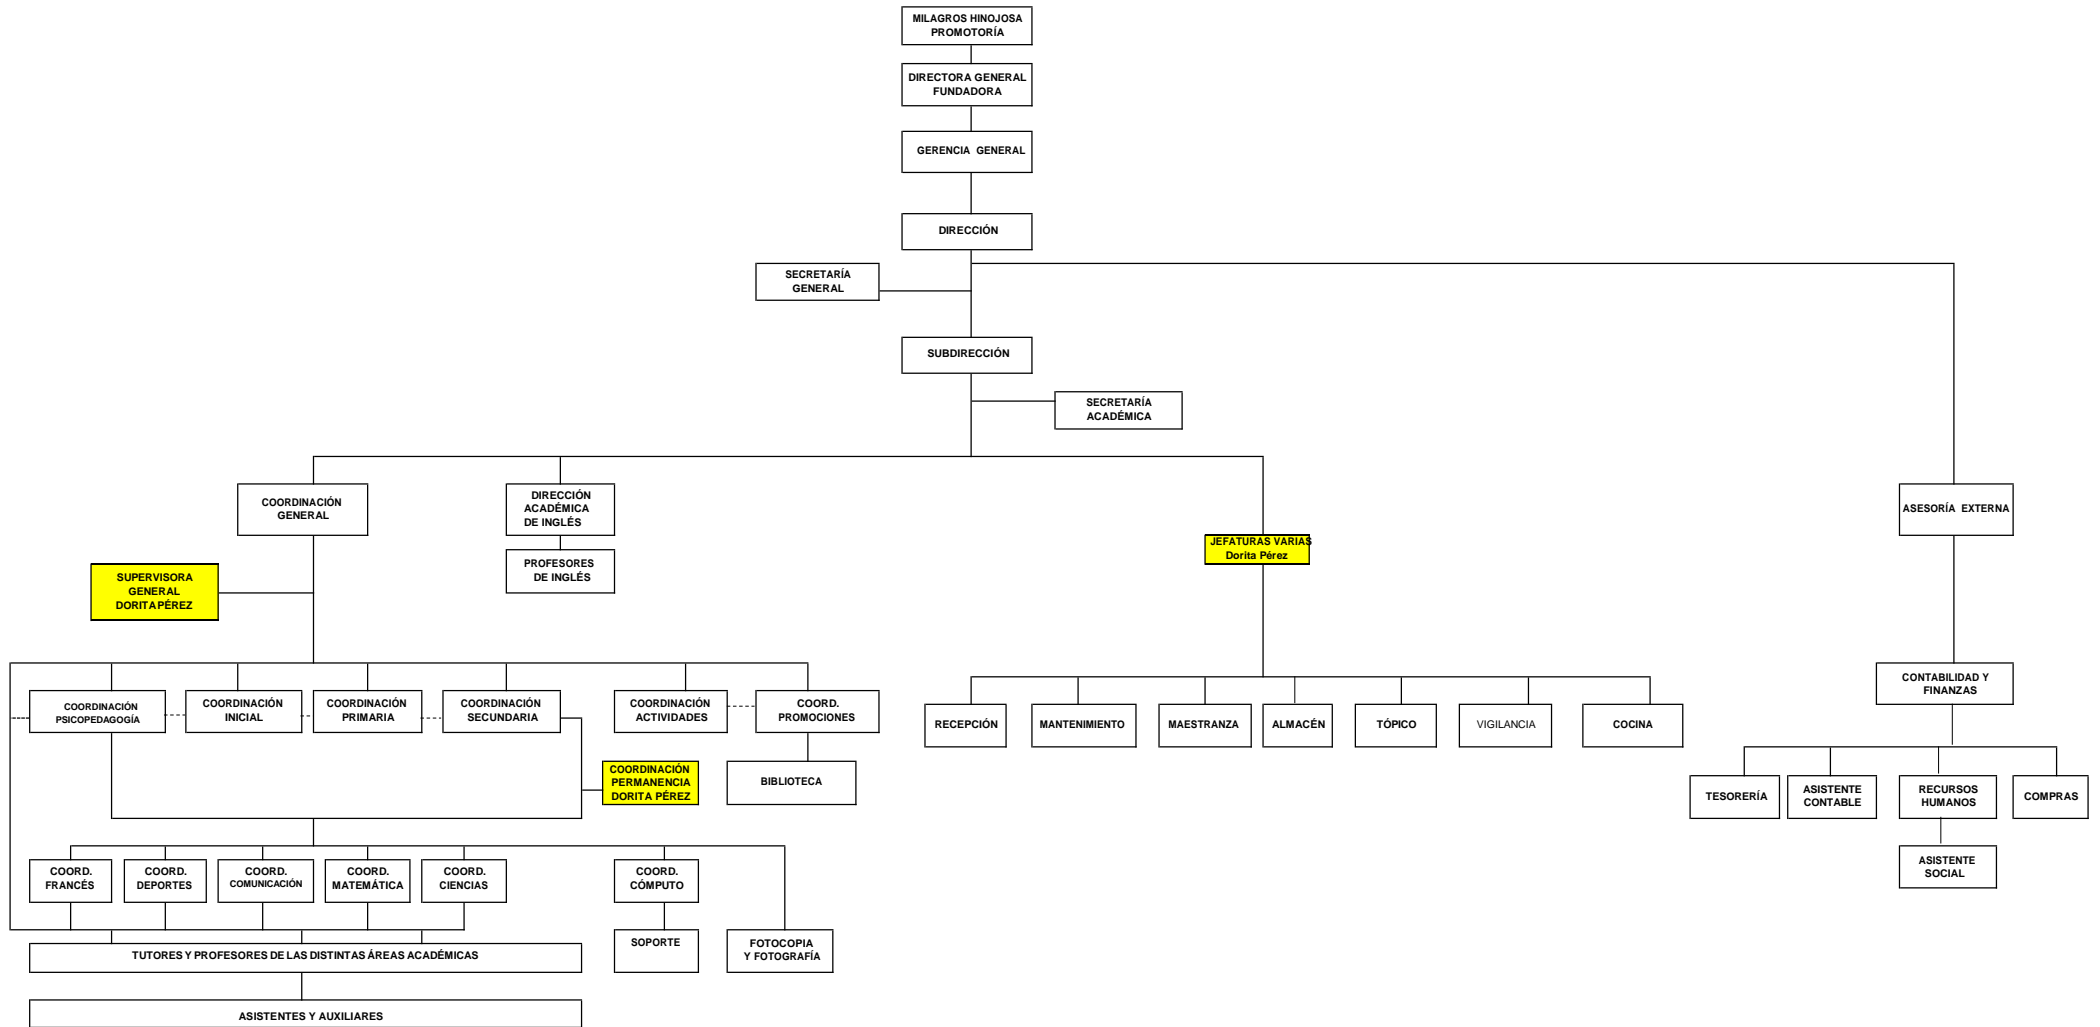 MILAGROS HINOJOSA
PROMOTORÍA
DIRECTORA GENERAL
FUNDADORA
GERENCIA GENERAL
DIRECCIÓN
SECRETARÍA
GENERAL
SUBDIRECCIÓN
SECRETARÍA
ACADÉMICA
COORDINACIÓN
GENERAL
DIRECCIÓN
ACADÉMICA
DE INGLÉS
ASESORÍA EXTERNA
JEFATURAS VARIAS
Dorita Pérez
PROFESORES
DE INGLÉS
SUPERVISORA
GENERAL
DORITA PÉREZ
COORDINACIÓN
PSICOPEDAGOGÍA
COORDINACIÓN
INICIAL
COORDINACIÓN
PRIMARIA
COORDINACIÓN
SECUNDARIA
COORDINACIÓN
ACTIVIDADES
COORD.
PROMOCIONES
RECEPCIÓN
MANTENIMIENTO
MAESTRANZA
ALMACÉN
TÓPICO
VIGILANCIA
COCINA
CONTABILIDAD Y
FINANZAS
COORDINACIÓN
PERMANENCIA
DORITA PÉREZ
BIBLIOTECA
TESORERÍA
ASISTENTE
CONTABLE
RECURSOS
HUMANOS
COMPRAS
COORD.
FRANCÉS
COORD.
DEPORTES
COORD.
COMUNICACIÓN
COORD.
MATEMÁTICA
COORD.
CIENCIAS
COORD.
CÓMPUTO
ASISTENTE
SOCIAL
SOPORTE
FOTOCOPIA
Y FOTOGRAFÍA
TUTORES Y PROFESORES DE LAS DISTINTAS ÁREAS ACADÉMICAS
ASISTENTES Y AUXILIARES